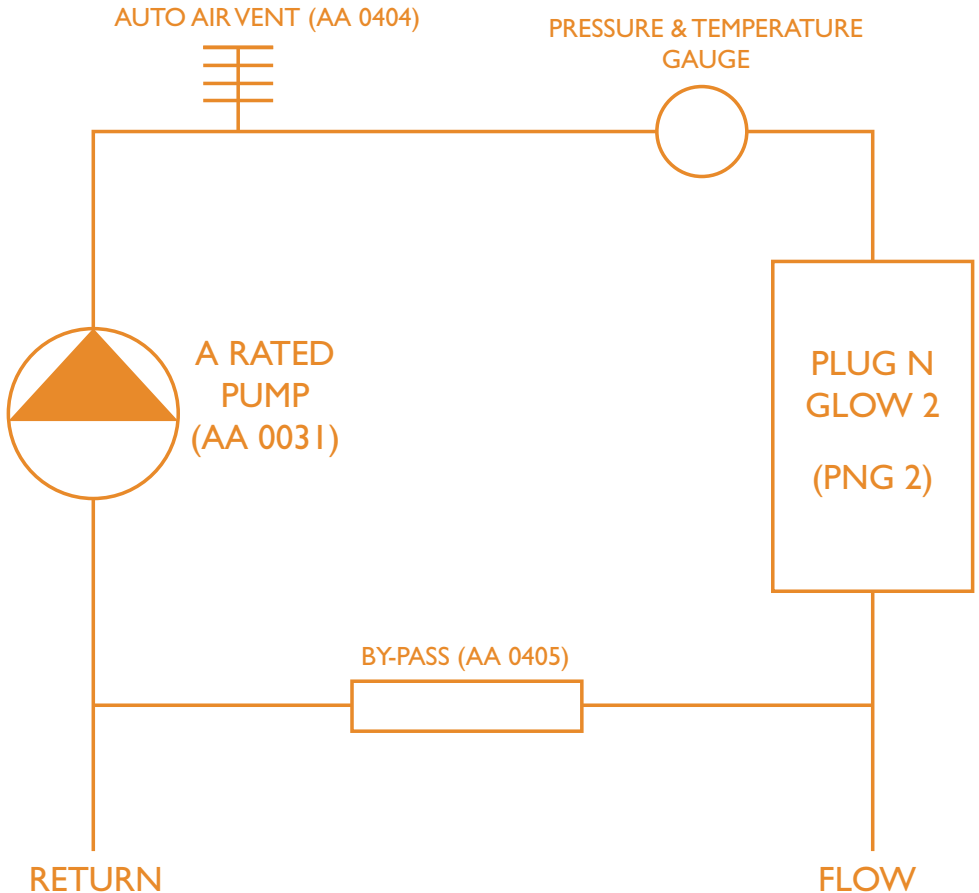 AUTO AIR VENT (AA 0404)
PRESSURE & TEMPERATURE
GAUGE
A RATED
PUMP
(AA 0031)
PLUG N
GLOW 2
(PNG 2)
BY-PASS (AA 0405)
RETURN
FLOW